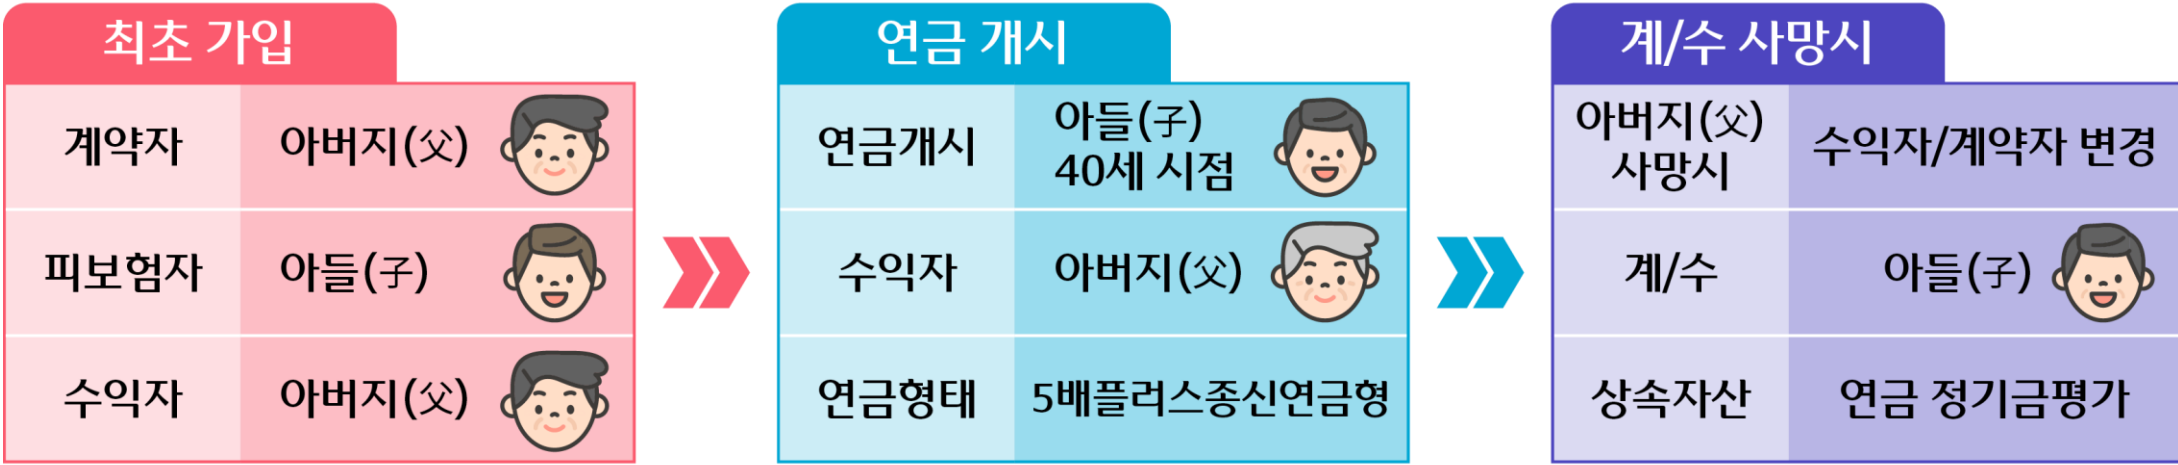 최초 가입
계약자 아버지(父)
피보험자 아들(子)
수익자 아버지(父)
연금 개시
연금개시 아들(子)
40세 시점
수익자 아버지(父)
연금형태 5배플러스종신연금형
계/수 사망시
아버지(父)
사망시 수익자/계약자 변경
계/수 아들(子)
상속자산 연금 정기금평가